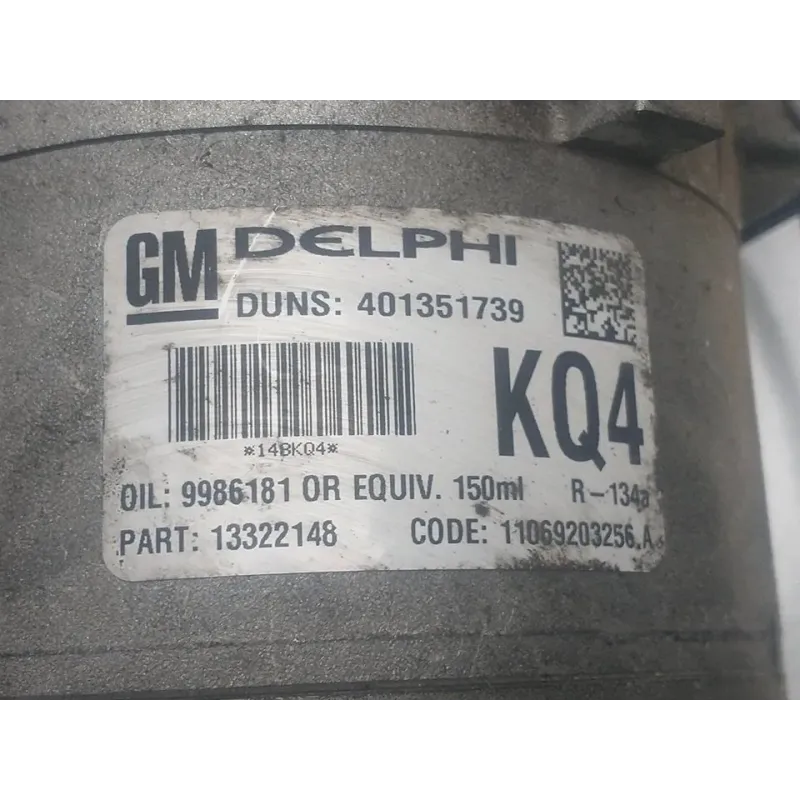 GM DELPHI
DUNS: 401351739
*14BKQ4*
KQ4
OIL: 9986181 OR EQUIV. 150ml R-134a
PART: 13322148 CODE: 11069203256.A